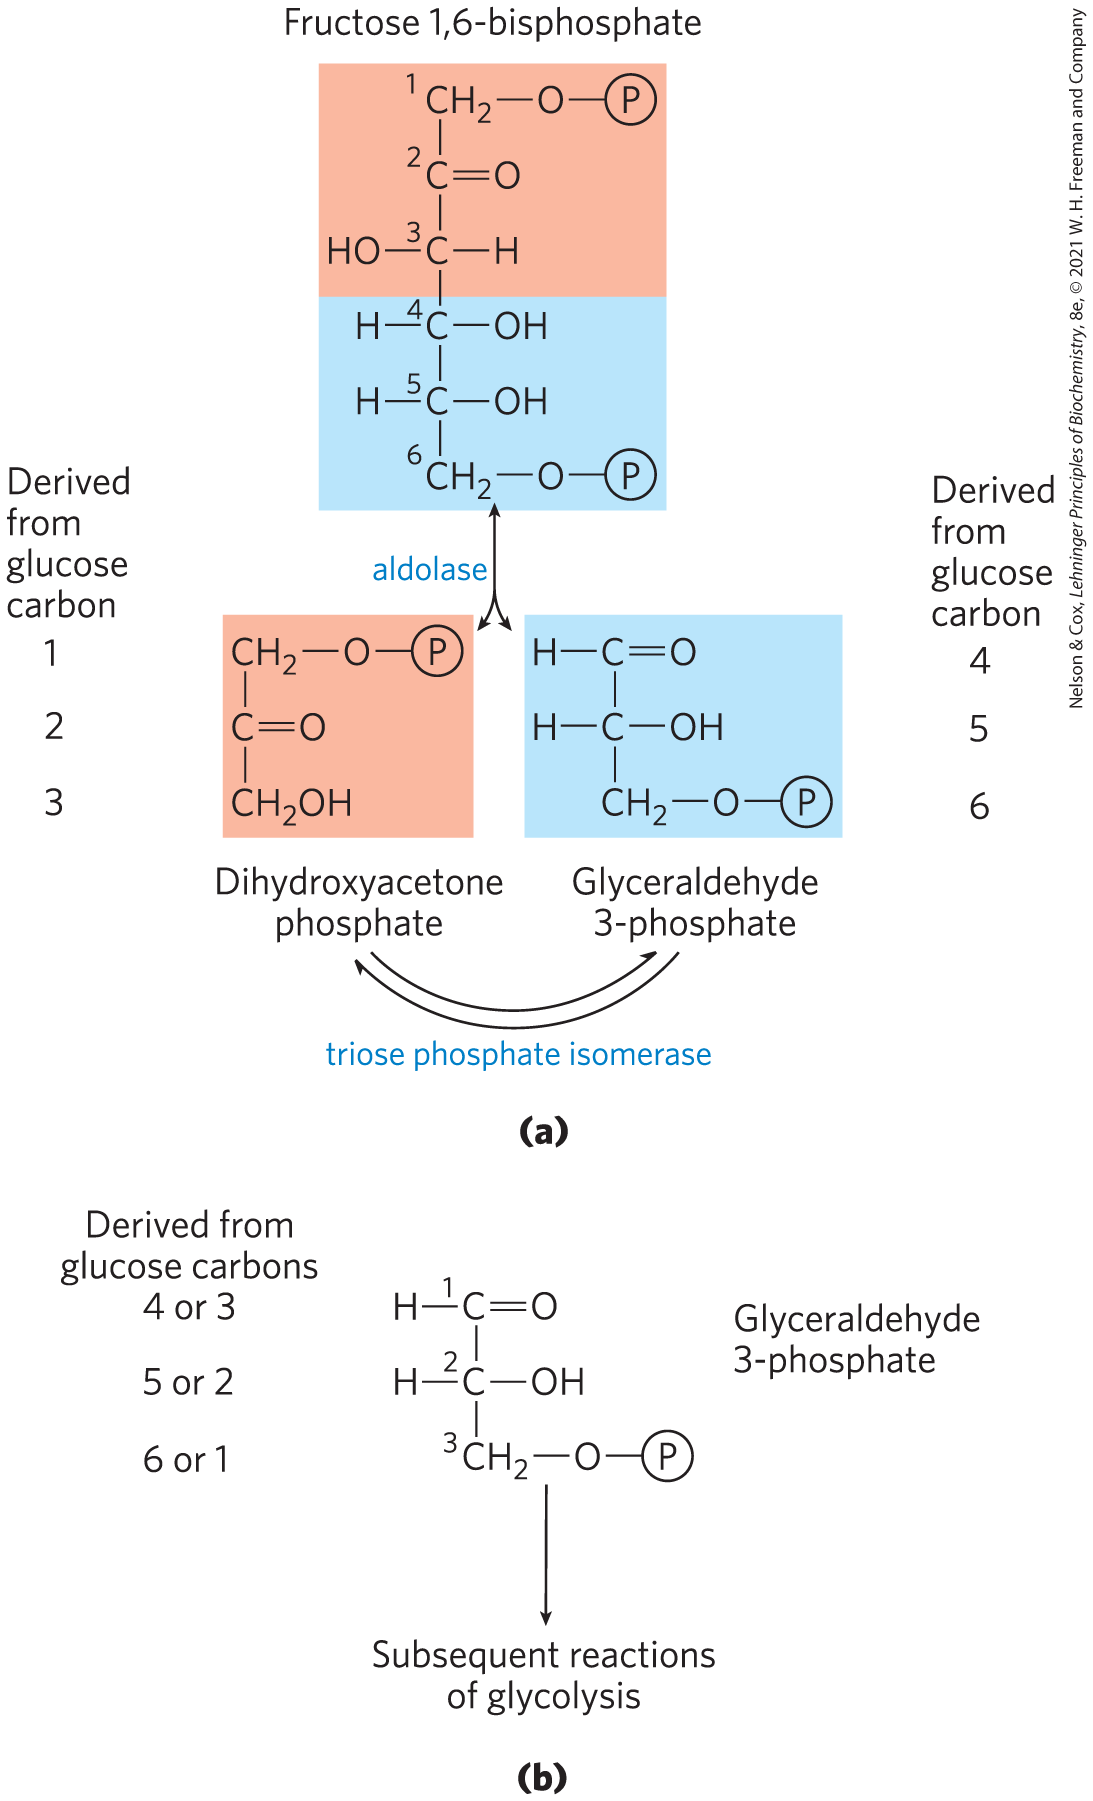 Fructose 1,6-bisphosphate
1 CH2—O—P
2 C=O
HO—3 C—H
H—4 C—OH
H—5 C—OH
6 CH2—O—P
aldolase
Derived
from
glucose
carbon
1
2
3
CH2—O—P
C=O
CH2OH
Dihydroxyacetone
phosphate
H—C=O
H—C—OH
CH2—O—P
Glyceraldehyde
3-phosphate
Derived
from
glucose
carbon
4
5
6
triose phosphate isomerase
(a)
Derived from
glucose carbons
4 or 3
5 or 2
6 or 1
H—1 C=O
H—2 C—OH
3 CH2—O—P
Glyceraldehyde
3-phosphate
Subsequent reactions
of glycolysis
(b)
Nelson & Cox, Lehninger Principles of Biochemistry, 8e, © 2021 W. H. Freeman and Company